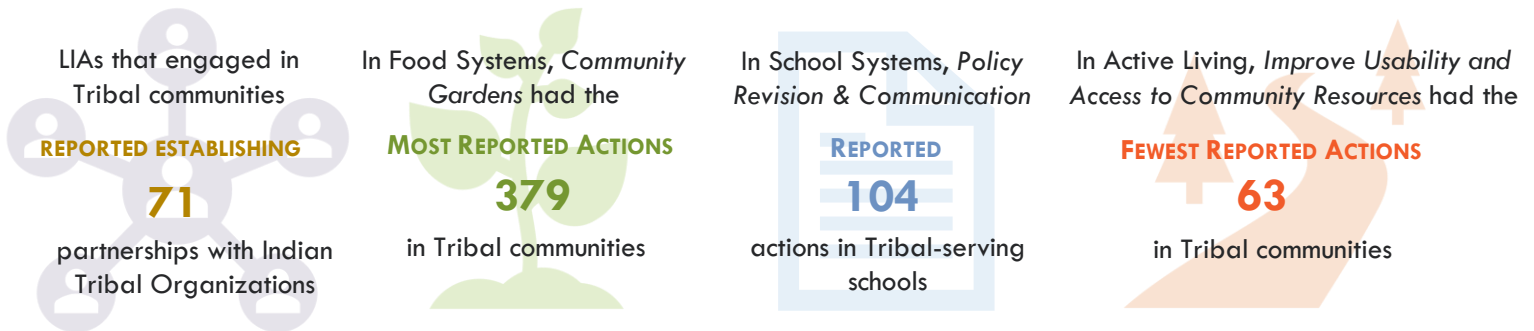 LIAs that engaged in
Tribal communities
REPORTED ESTABLISHING
71
partnerships with Indian
Tribal Organizations
In Food Systems, Community
Gardens had the
MOST REPORTED ACTIONS
379
in Tribal communities
In School Systems, Policy
Revision & Communication
REPORTED
104
actions in Tribal-serving
schools
In Active Living, Improve Usability and
Access to Community Resources had the
FEWEST REPORTED ACTIONS
63
in Tribal communities